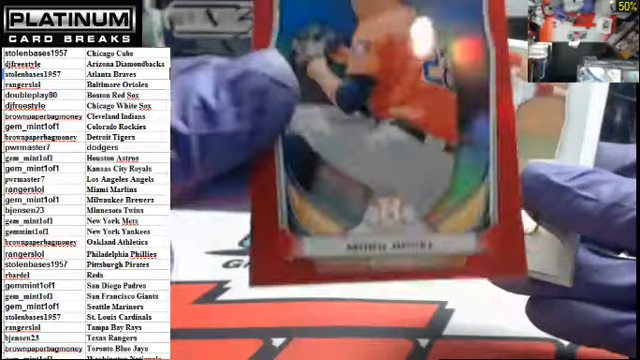 PLATINUM
CARD BREAKS
50%
stolenbases1957 Chicago Cubs
djfreestyle Arizona Diamondbacks
stolenbases1957 Atlanta Braves
rangerslol Baltimore Orioles
doubleplay80 Boston Red Sox
djfreestyle Chicago White Sox
brownpaperbagmoney Cleveland Indians
gem_mint1of1 Colorado Rockies
brownpaperbagmoney Detroit Tigers
pwrmaster7 dodgers
gem_mint1of1 Houston Astros
gem_mint1of1 Kansas City Royals
pwrmaster7 Los Angeles Angels
rangerslol Miami Marlins
gem_mint1of1 Milwaukee Brewers
bjensen23 Minnesota Twins
gem_mint1of1 New York Mets
gemmint1of1 New York Yankees
brownpaperbagmoney Oakland Athletics
rangerslol Philadelphia Phillies
stolenbases1957 Pittsburgh Pirates
rbardel Reds
gemmint1of1 San Diego Padres
gem_mint1of1 San Francisco Giants
gem_mint1of1 Seattle Mariners
stolenbases1957 St. Louis Cardinals
rangerslol Tampa Bay Rays
bjensen23 Texas Rangers
brownpaperbagmoney Toronto Blue Jays
gem_mint1of1 Washington Nationals